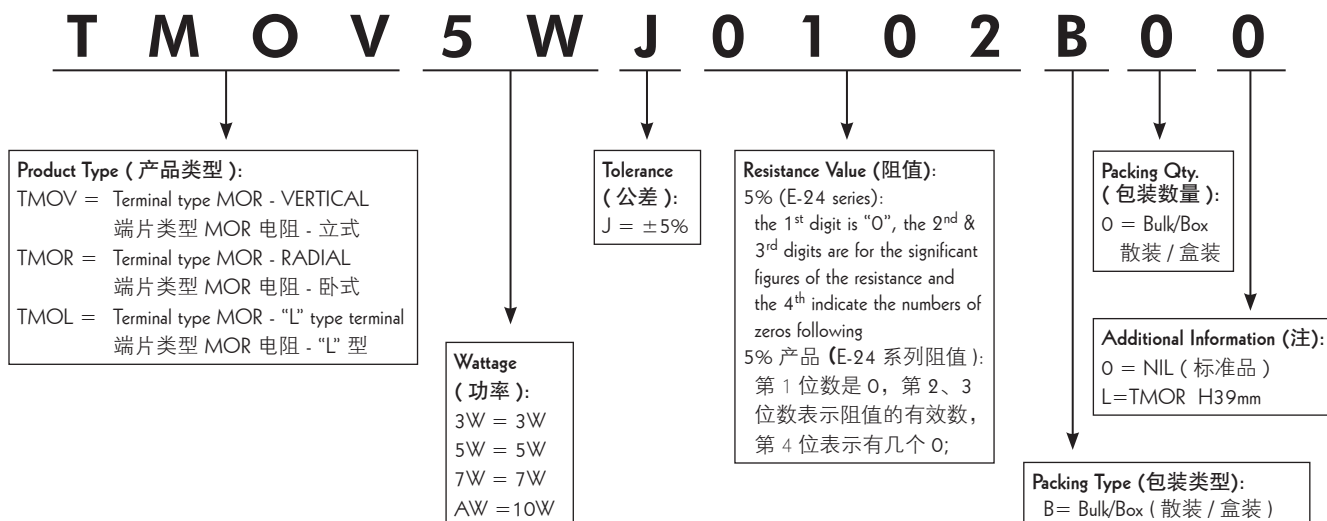 T M O V 5 W J 0 1 0 2 B 0 0
Product Type ( 产品类型 ):
TMOV = Terminal type MOR - VERTICAL
端片类型 MOR 电阻 - 立式
TMOR = Terminal type MOR - RADIAL
端片类型 MOR 电阻 - 卧式
TMOL = Terminal type MOR - “L” type terminal
端片类型 MOR 电阻 - “L” 型
Wattage
( 功率 ):
3W = 3W
5W = 5W
7W = 7W
AW =10W
Tolerance
( 公差 ):
J = ±5%
Resistance Value (阻值):
5% (E-24 series):
the 1st digit is “0”, the 2nd &
3rd digits are for the significant
figures of the resistance and
the 4th indicate the numbers of
zeros following
5% 产品 (E-24 系列阻值 ):
第 1 位数是 0，第 2、3
位数表示阻值的有效数，
第 4 位表示有几个 0;
Packing Qty.
( 包装数量 ):
0 = Bulk/Box
散装 / 盒装
Additional Information (注):
0 = NIL ( 标准品 )
L=TMOR H39mm
Packing Type (包装类型):
B= Bulk/Box ( 散装 / 盒装 )